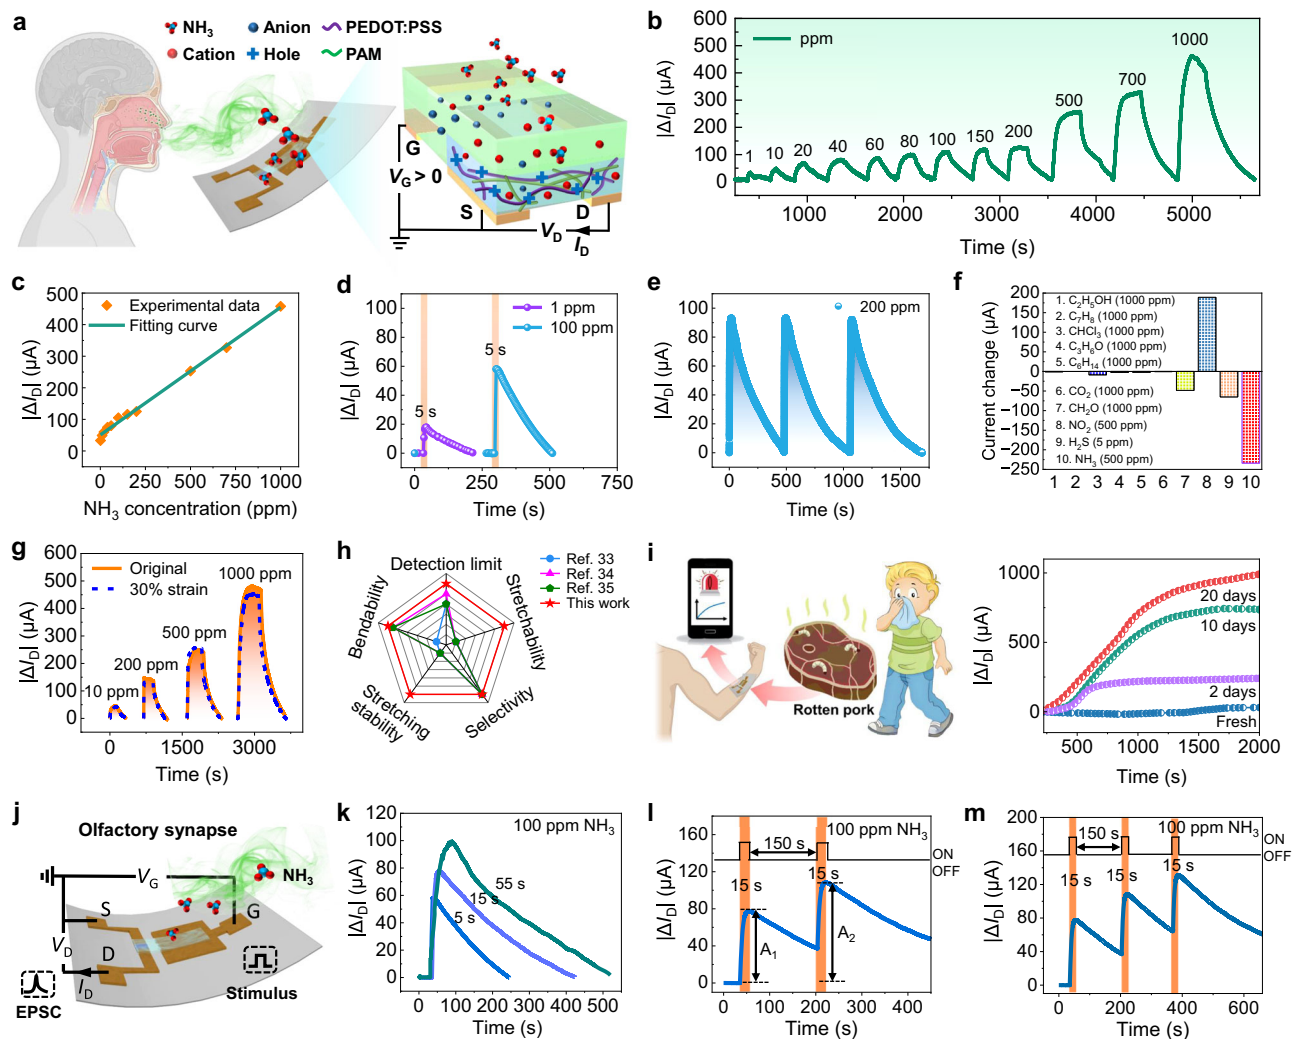 a
NH3
Anion
PEDOT:PSS
Cation
Hole
PAM
G
VG > 0
S
D
VD
ID
b
|ΔID| (μA)
600
500
400
300
200
100
0
ppm
1
10
20
40
60
80
100
150
200
500
700
1000
1000
2000
3000
4000
5000
Time (s)
c
|ΔID| (μA)
500
400
300
200
100
0
Experimental data
Fitting curve
0
250
500
750
1000
NH3 concentration (ppm)
d
|ΔID| (μA)
100
80
60
40
20
0
1 ppm
100 ppm
5 s
5 s
0
250
500
750
Time (s)
e
|ΔID| (μA)
100
80
60
40
20
0
200 ppm
0
500
1000
1500
Time (s)
f
Current change (μA)
200
150
100
50
0
−50
−100
−150
−200
−250
1. C2H5OH (1000 ppm)
2. C7H8 (1000 ppm)
3. CHCl3 (1000 ppm)
4. C3H6O (1000 ppm)
5. C6H14 (1000 ppm)
6. CO2 (1000 ppm)
7. CH2O (1000 ppm)
8. NO2 (500 ppm)
9. H2S (5 ppm)
10. NH3 (500 ppm)
1 2 3 4 5 6 7 8 9 10
g
|ΔID| (μA)
600
500
400
300
200
100
0
Original
30% strain
10 ppm
200 ppm
500 ppm
1000 ppm
0
1500
3000
Time (s)
h
Detection limit
Stretchability
Selectivity
Stretching
stability
Bendability
Ref. 33
Ref. 34
Ref. 35
This work
i
Rotten pork
|ΔID| (μA)
1000
750
500
250
0
20 days
10 days
2 days
Fresh
500
1000
1500
2000
Time (s)
j
Olfactory synapse
NH3
VG
S
G
VD
D
ID
EPSC
Stimulus
k
|ΔID| (μA)
120
100
80
60
40
20
0
100 ppm NH3
55 s
15 s
5 s
0 100 200 300 400 500
Time (s)
l
|ΔID| (μA)
160
120
80
40
0
100 ppm NH3
150 s
ON
OFF
15 s
15 s
A1
A2
0 100 200 300 400
Time (s)
m
|ΔID| (μA)
200
160
120
80
40
0
100 ppm NH3
150 s
ON
OFF
15 s
15 s
15 s
0
200
400
600
Time (s)